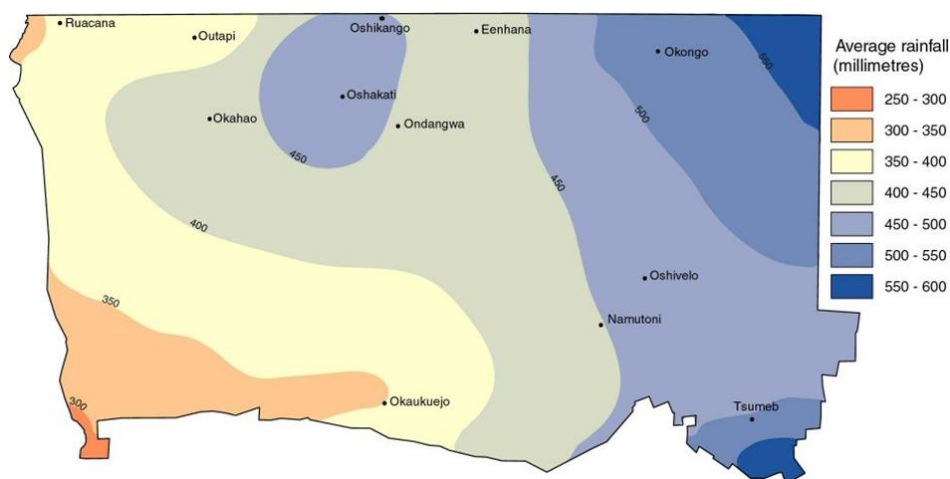 Ruacana
Outapi
Oshikango
Eenhana
Okongo
550
Oshakati
Okahao
Ondangwa
500
450
450
400
Oshivelo
350
Namutoni
300
Okaukuejo
Tsumeb
Average rainfall
(millimetres)
250 - 300
300 - 350
350 - 400
400 - 450
450 - 500
500 - 550
550 - 600